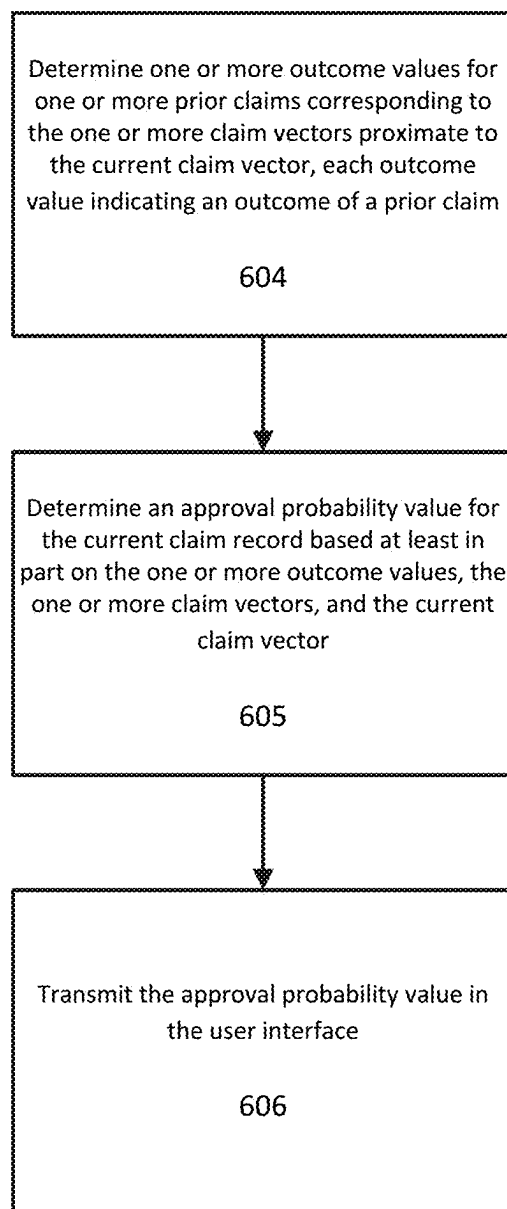 Determine one or more outcome values for
one or more prior claims corresponding to
the one or more claim vectors proximate to
the current claim vector, each outcome
value indicating an outcome of a prior claim
604
Determine an approval probability value for
the current claim record based at least in
part on the one or more outcome values, the
one or more claim vectors, and the current
claim vector
605
Transmit the approval probability value in
the user interface
606